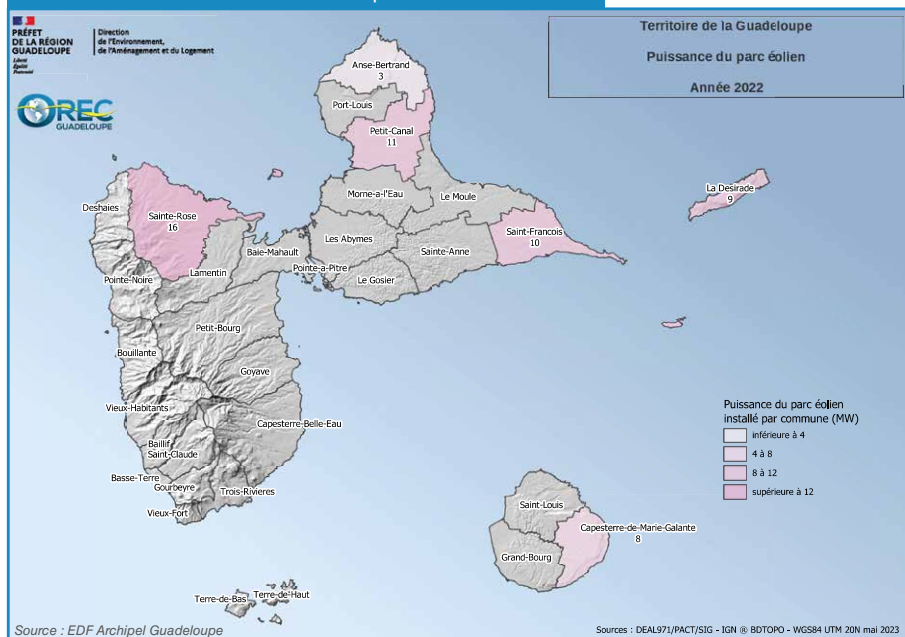 PRÉFET
DE LA RÉGION
GUADELOUPE
Liberté
Égalité
Fraternité
Direction
de l'Environnement,
de l'Aménagement et du Logement
OREC
GUADELOUPE
Territoire de la Guadeloupe
Puissance du parc éolien
Année 2022
Anse-Bertrand
3
Port-Louis
Petit-Canal
11
Morne-a-l'Eau
Le Moule
La Desirade
9
Deshaies
Sainte-Rose
16
Saint-Francois
10
Les Abymes
Baie-Mahault
Sainte-Anne
Pointe-a-Pitre
Lamentin
Le Gosier
Pointe-Noire
Petit-Bourg
Bouillante
Goyave
Vieux-Habitants
Capesterre-Belle-Eau
Baillif
Saint-Claude
Basse-Terre
Gourbeyre
Trois-Rivieres
Vieux-Fort
Saint-Louis
Capesterre-de-Marie-Galante
8
Grand-Bourg
Terre-de-Bas
Terre-de-Haut
Puissance du parc éolien
installé par commune (MW)
inférieure à 4
4 à 8
8 à 12
supérieure à 12
Source : EDF Archipel Guadeloupe
Sources : DEAL971/PACT/SIG - IGN @ BDTOPO - WGS84 UTM 20N mai 2023